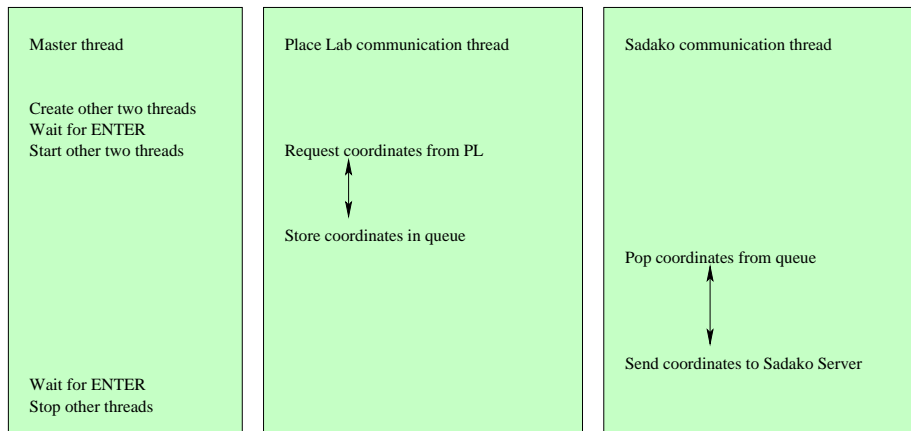 Master thread
Create other two threads
Wait for ENTER
Start other two threads
Wait for ENTER
Stop other threads
Place Lab communication thread
Request coordinates from PL
Store coordinates in queue
Sadako communication thread
Pop coordinates from queue
Send coordinates to Sadako Server